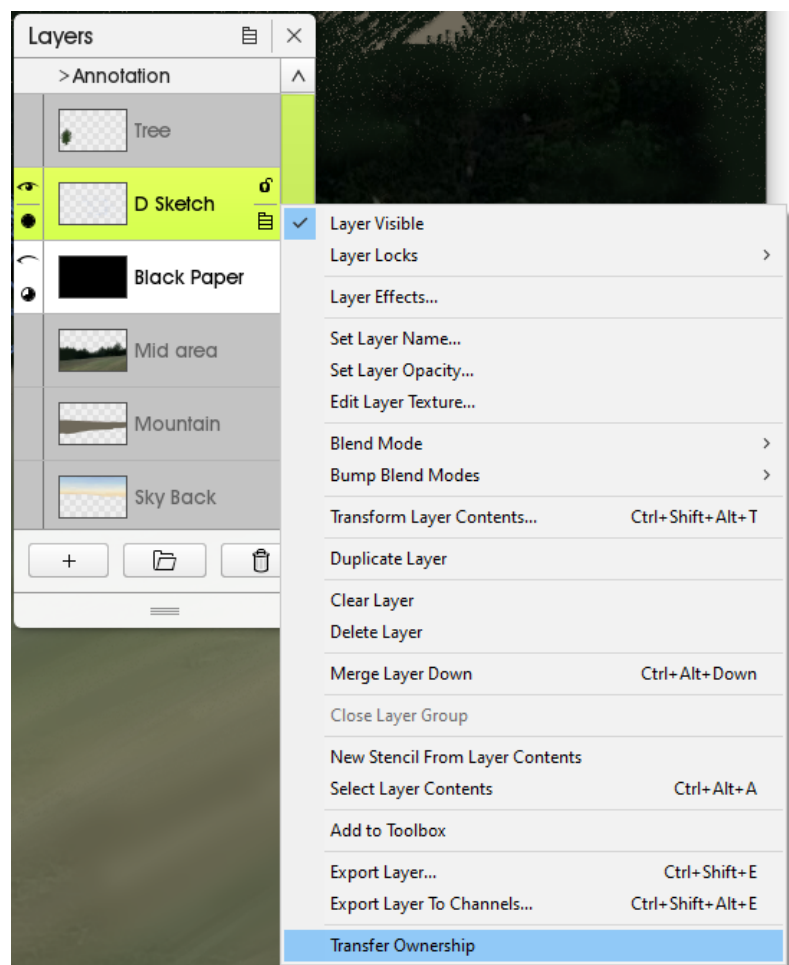 Layers
>Annotation
Tree
D Sketch
Black Paper
Mid area
Mountain
Sky Back
+
Layer Visible
Layer Locks
Layer Effects...
Set Layer Name...
Set Layer Opacity...
Edit Layer Texture...
Blend Mode
Bump Blend Modes
Transform Layer Contents... Ctrl+Shift+Alt+T
Duplicate Layer
Clear Layer
Delete Layer
Merge Layer Down Ctrl+Alt+Down
Close Layer Group
New Stencil From Layer Contents
Select Layer Contents Ctrl+Alt+A
Add to Toolbox
Export Layer... Ctrl+Shift+E
Export Layer To Channels... Ctrl+Shift+Alt+E
Transfer Ownership